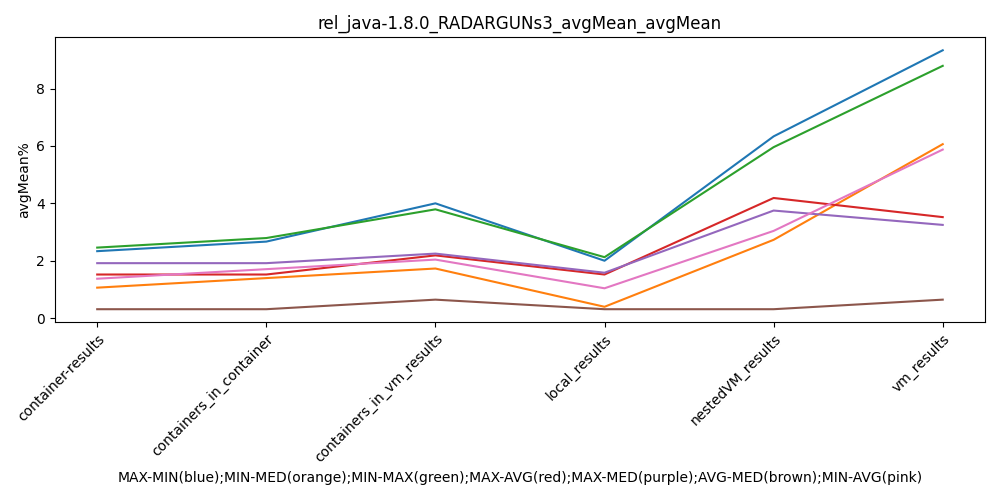 rel_java-1.8.0_RADARGUNs3_avgMean_avgMean
avgMean%
8
6
4
2
0
container-results
containers_in_container
containers_in_vm_results
local_results
nestedVM_results
vm_results
MAX-MIN(blue);MIN-MED(orange);MIN-MAX(green);MAX-AVG(red);MAX-MED(purple);AVG-MED(brown);MIN-AVG(pink)